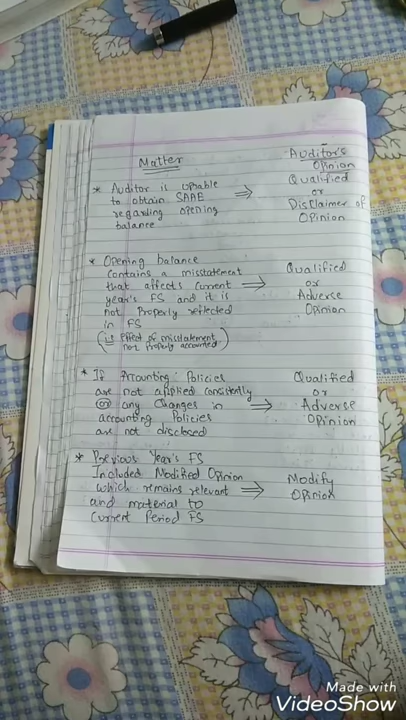 Matter
Auditor's
Opinion
* Auditor is unable
to obtain SAAE
regarding opening
balance
⇒
Qualified
or
Disclaimer of
Opinion
* Opening balance
Contains a misstatement
that affects current
year's FS and it is
not Properly reflected
in FS
(i.e. Effect of misstatement
not properly accounted)
⇒
Qualified
or
Adverse
Opinion
* If Accounting Policies
are not applied consistently
or any Changes in
accounting Policies
are not disclosed
⇒
Qualified
or
Adverse
Opinion
* Previous Year's FS
Included Modified Opinion
which remains relevant
and material to
Current Period FS
⇒
Modify
Opinion
Made with
VideoShow